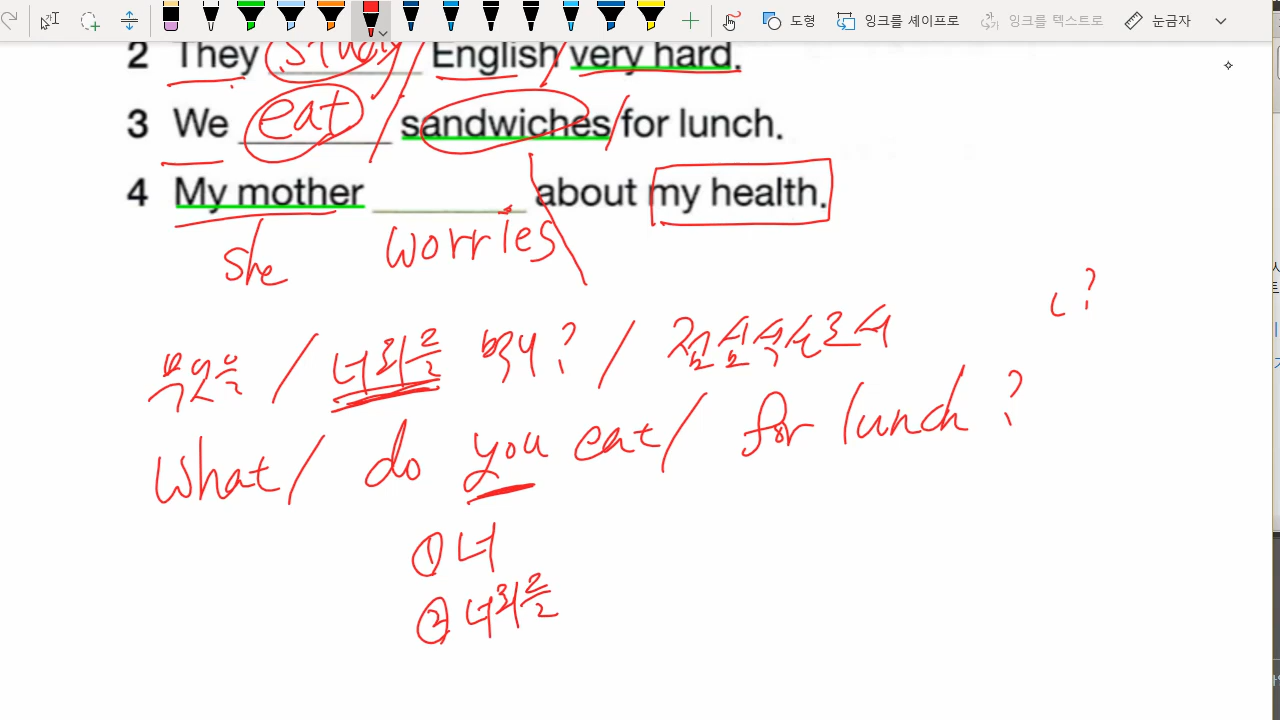 도형 잉크를 셰이프로 잉크를 텍스트로 눈금자
2 They study / English / very hard.
3 We eat / sandwiches / for lunch.
4 My mother about my health.
she worries
?
무엇을 / 너희들 먹니? / 점심식사로서
What / do you eat / for lunch?
① 너
② 너희들